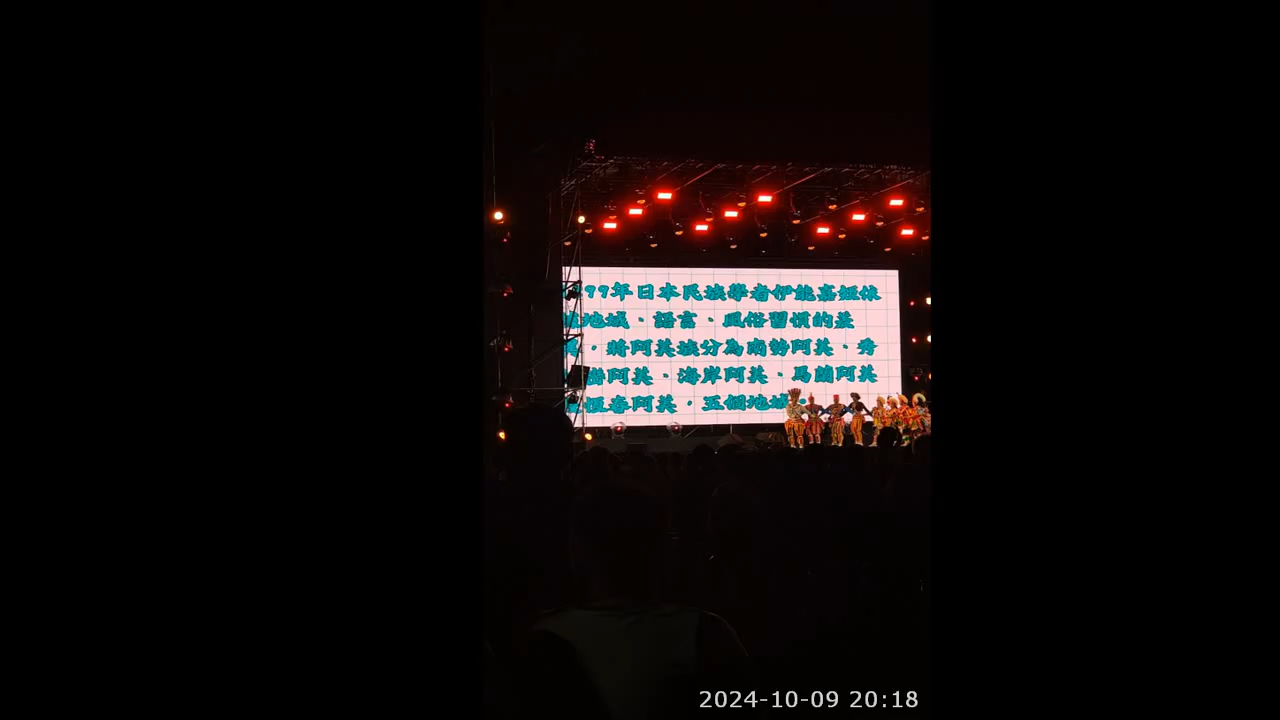 99年日本民族學者伊能嘉矩依
地域、語言、風俗習慣的差
，將阿美族分為南勢阿美、秀
巒阿美、海岸阿美、馬蘭阿美
恆春阿美，五個地域。
2024-10-09 20:18